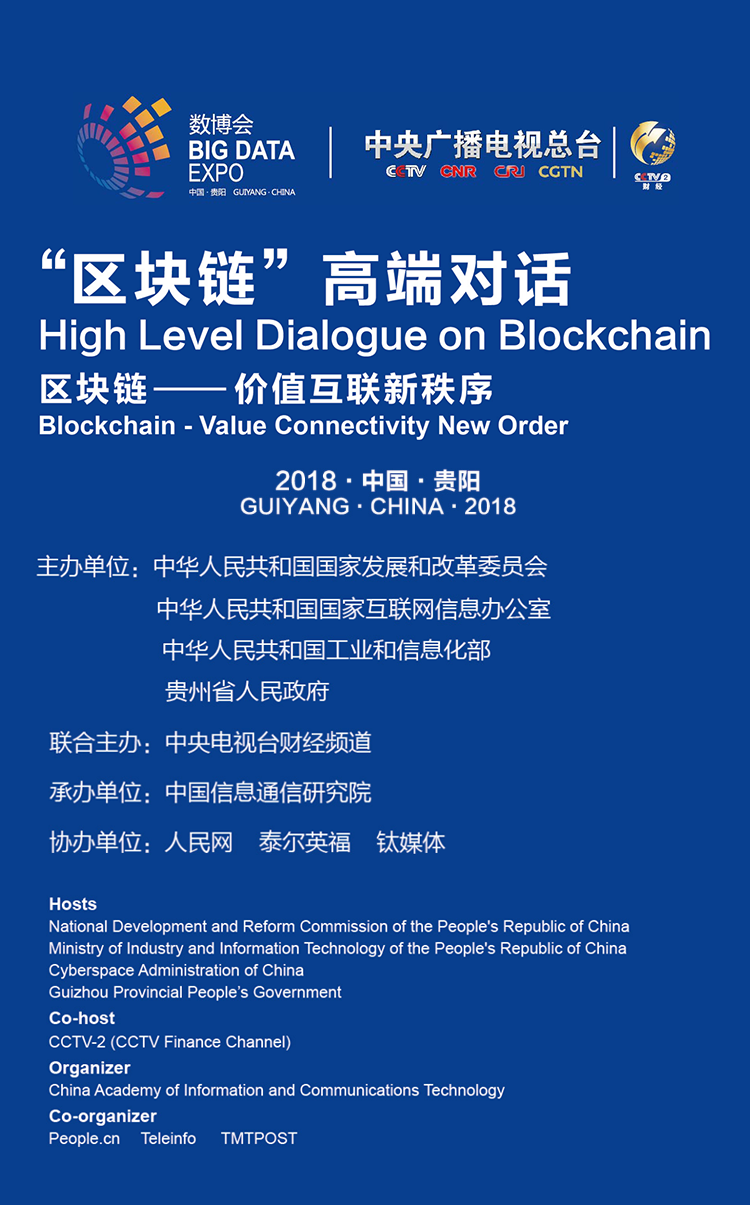 数博会
BIG DATA
EXPO
中国·贵阳 GUIYANG·CHINA
中央广播电视总台
CCTV CNR CRI CGTN
CCTV 2
财经
“区块链”高端对话
High Level Dialogue on Blockchain
区块链——价值互联新秩序
Blockchain - Value Connectivity New Order
2018·中国·贵阳
GUIYANG·CHINA·2018
主办单位：中华人民共和国国家发展和改革委员会
中华人民共和国国家互联网信息办公室
中华人民共和国工业和信息化部
贵州省人民政府
联合主办：中央电视台财经频道
承办单位：中国信息通信研究院
协办单位：人民网 泰尔英福 钛媒体
Hosts
National Development and Reform Commission of the People's Republic of China
Ministry of Industry and Information Technology of the People's Republic of China
Cyberspace Administration of China
Guizhou Provincial People’s Government
Co-host
CCTV-2 (CCTV Finance Channel)
Organizer
China Academy of Information and Communications Technology
Co-organizer
People.cn Teleinfo TMTPOST